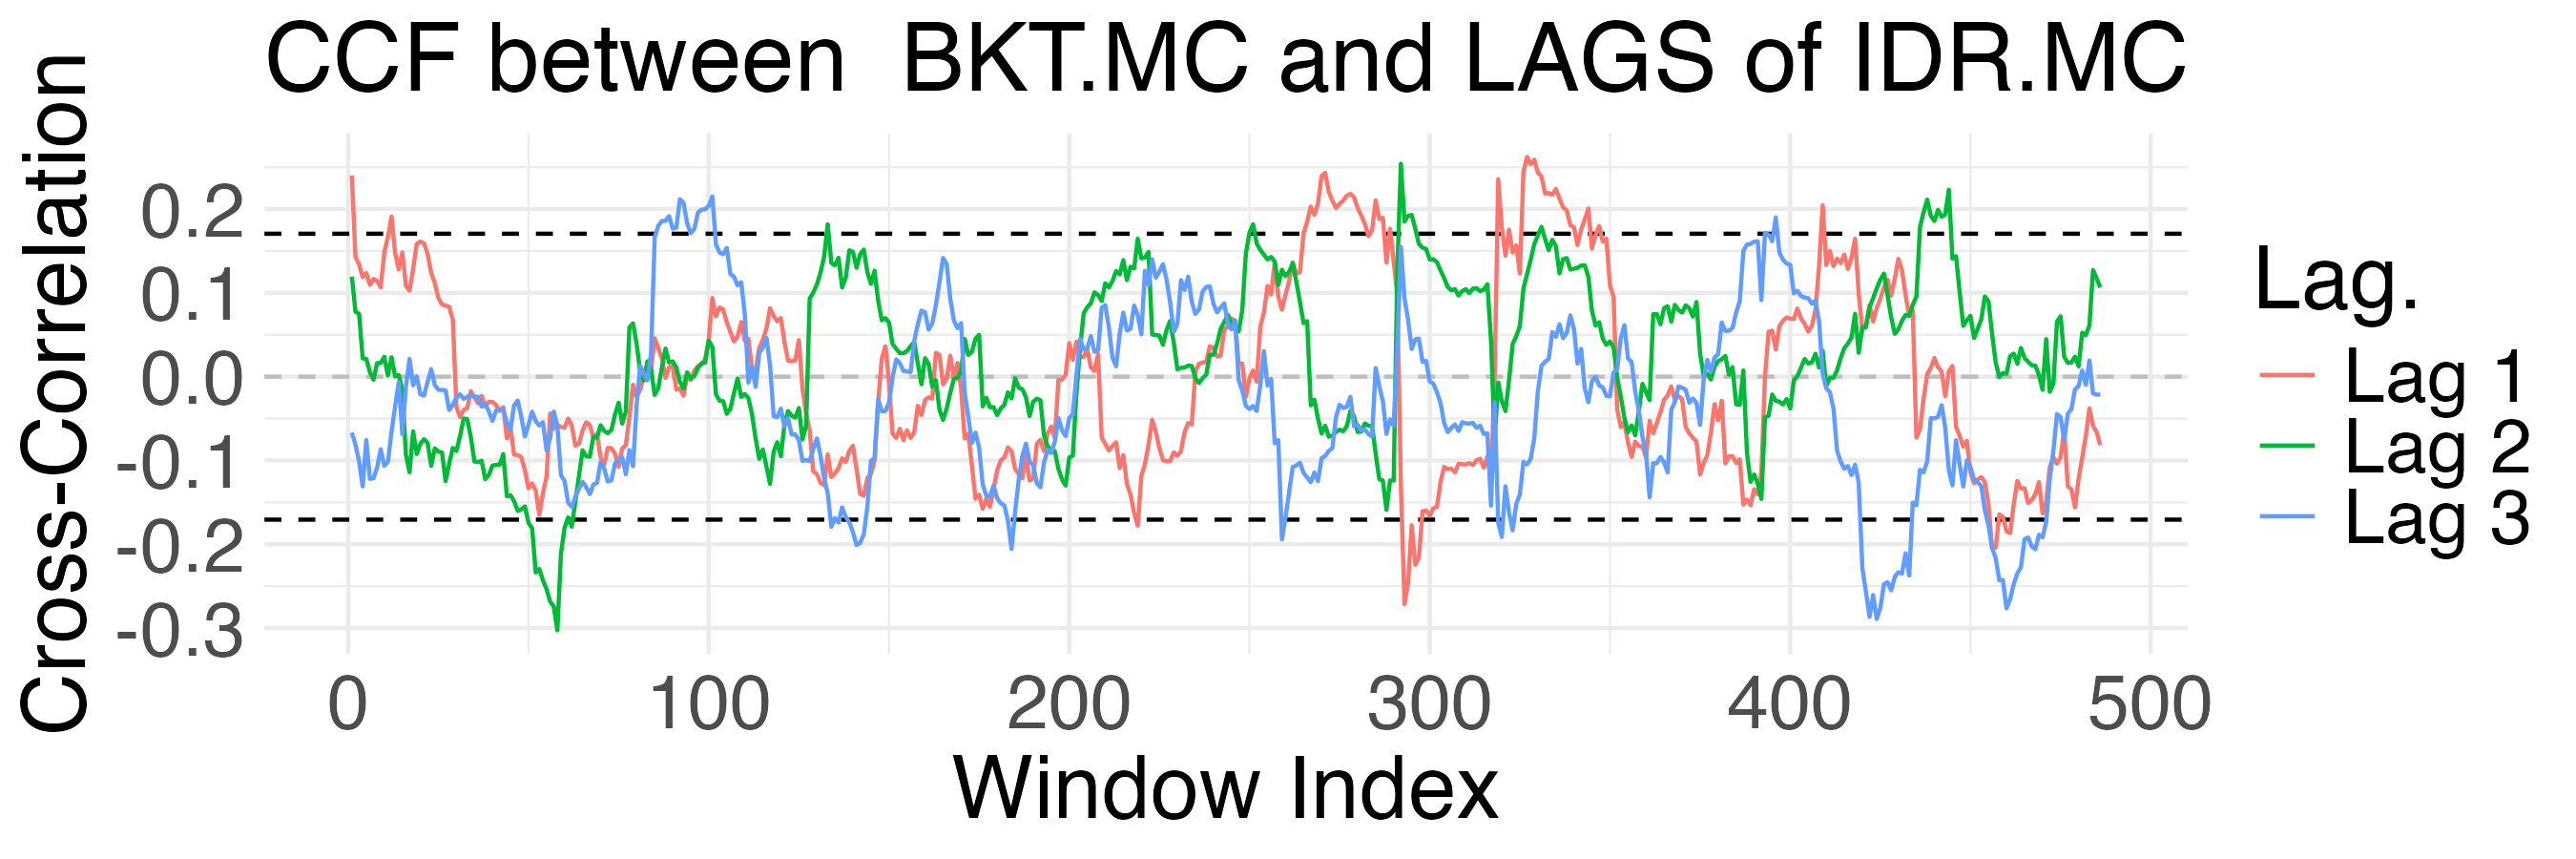 CCF between  BKT.MC and LAGS of IDR.MC
Cross-Correlation
0.2
0.1
0.0
-0.1
-0.2
-0.3
0 100 200 300 400 500
Window Index
Lag.
Lag 1
Lag 2
Lag 3